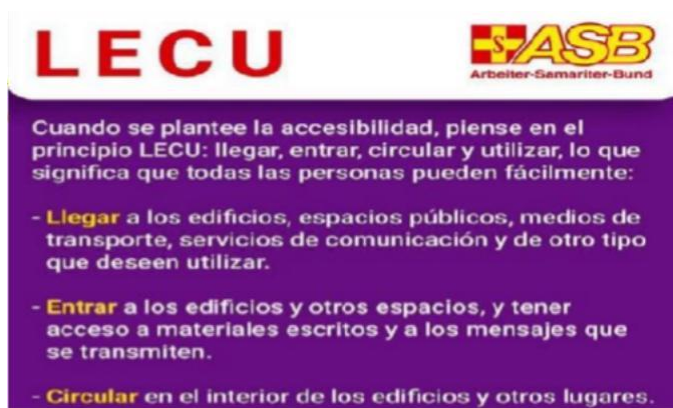 LECU
S ASB
Arbeiter-Samariter-Bund
Cuando se plantee la accesibilidad, piense en el
principio LECU: llegar, entrar, circular y utilizar, lo que
significa que todas las personas pueden fácilmente:
- Llegar a los edificios, espacios públicos, medios de
transporte, servicios de comunicación y de otro tipo
que deseen utilizar.
- Entrar a los edificios y otros espacios, y tener
acceso a materiales escritos y a los mensajes que
se transmiten.
- Circular en el interior de los edificios y otros lugares.